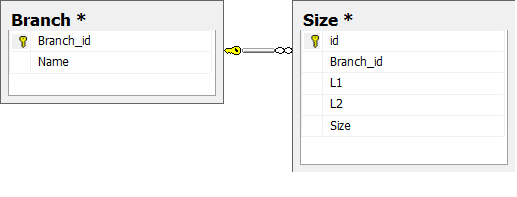 Branch *
Branch_id
Name
Size *
id
Branch_id
L1
L2
Size